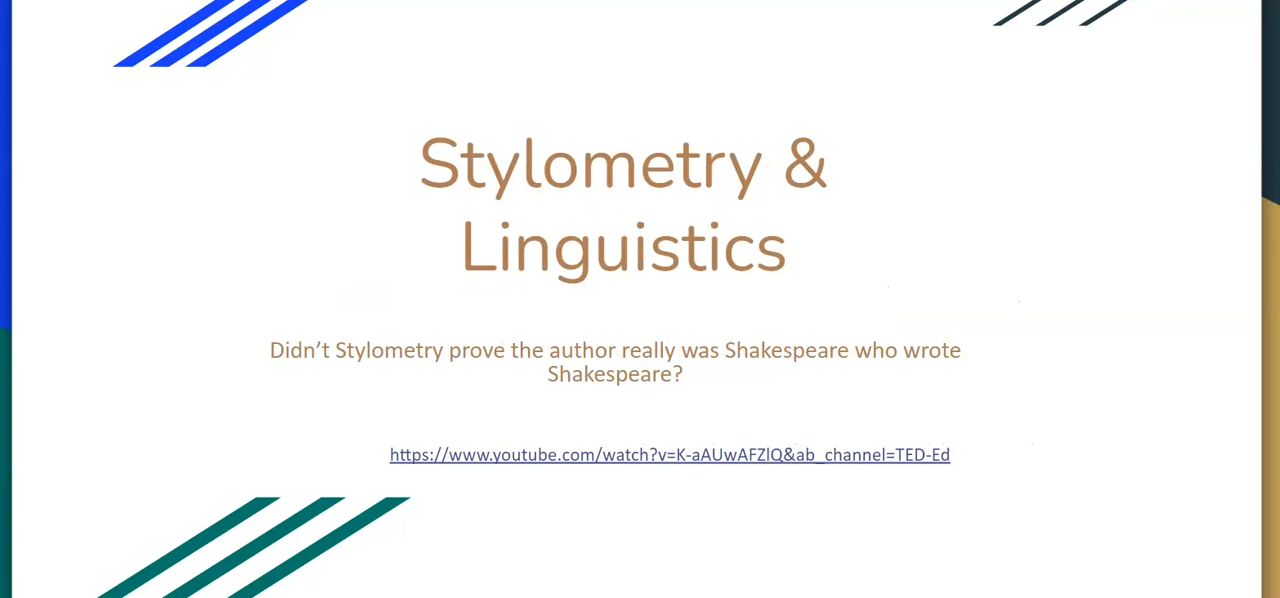 Stylometry &
Linguistics
Didn’t Stylometry prove the author really was Shakespeare who wrote
Shakespeare?
https://www.youtube.com/watch?v=K-aAUwAFZlQ&ab_channel=TED-Ed